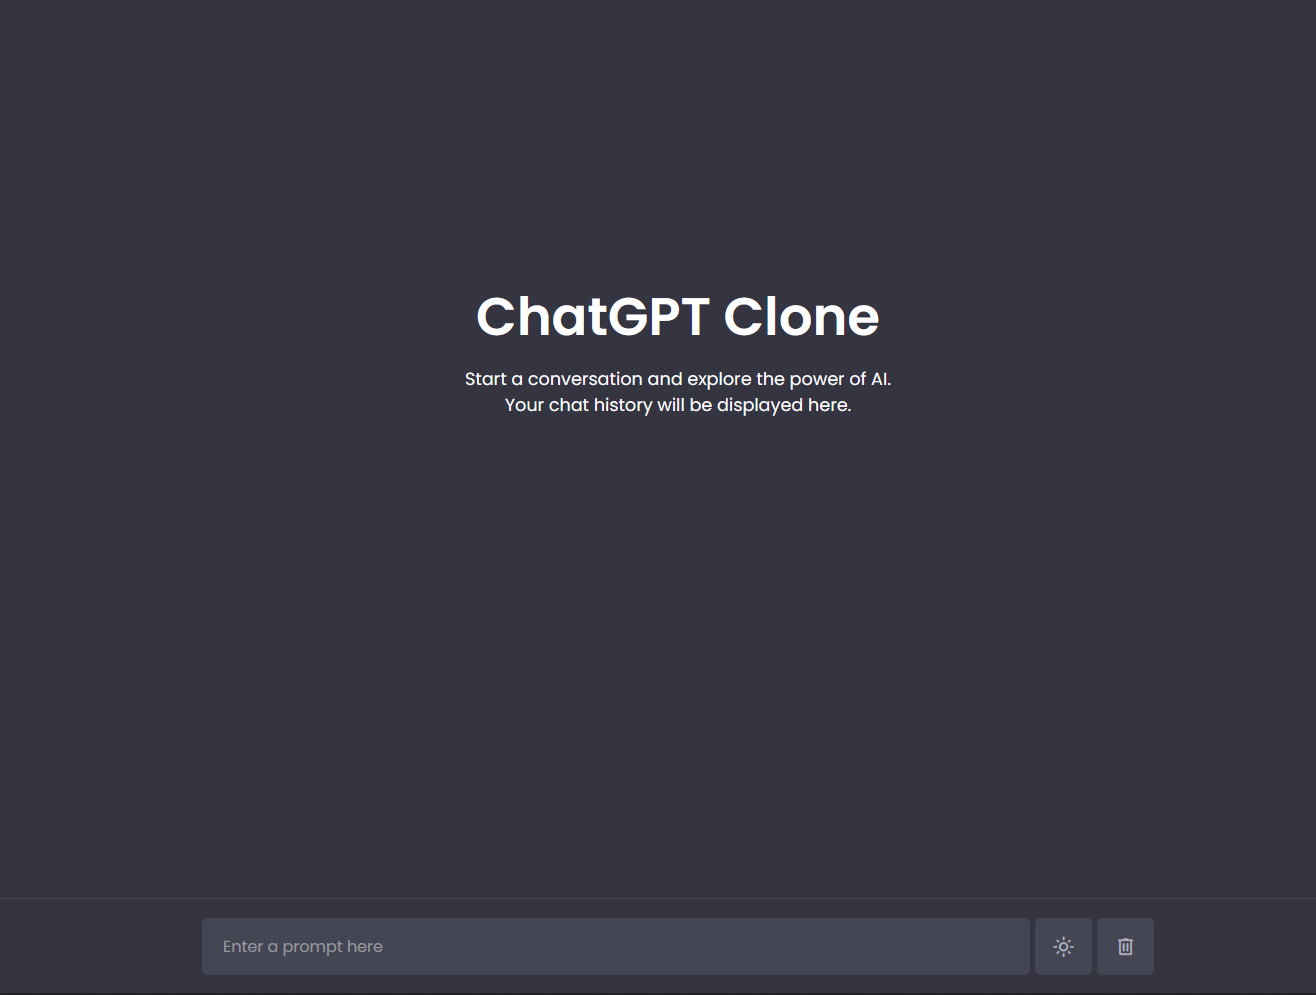 ChatGPT Clone
Start a conversation and explore the power of AI.
Your chat history will be displayed here.
Enter a prompt here